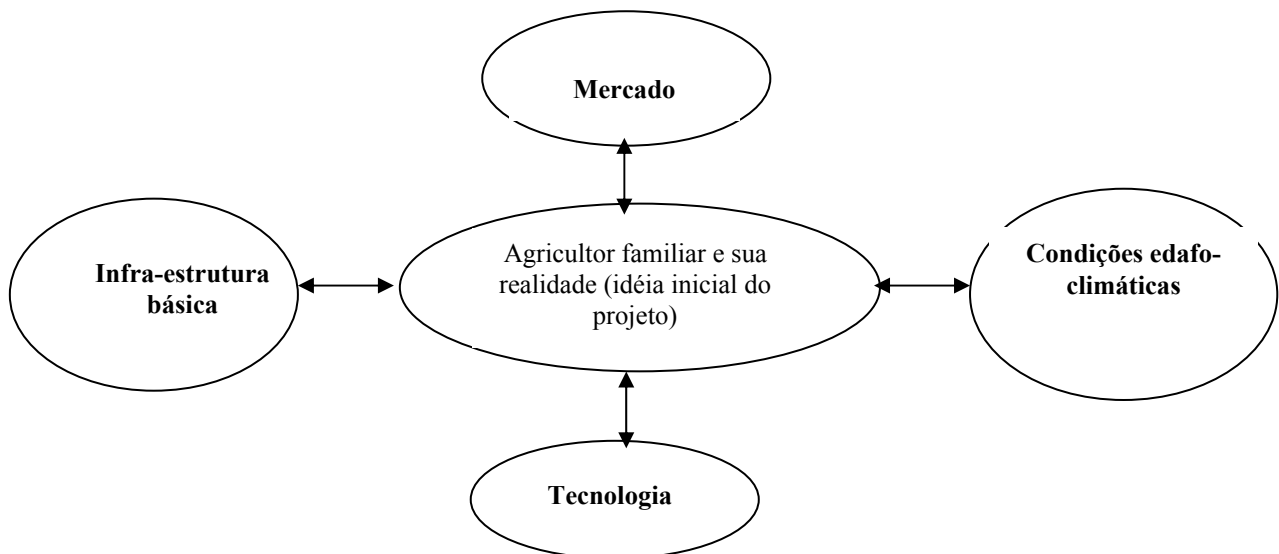 Mercado
Infra-estrutura
básica
Agricultor familiar e sua
realidade (idéia inicial do
projeto)
Condições edafo-
climáticas
Tecnologia